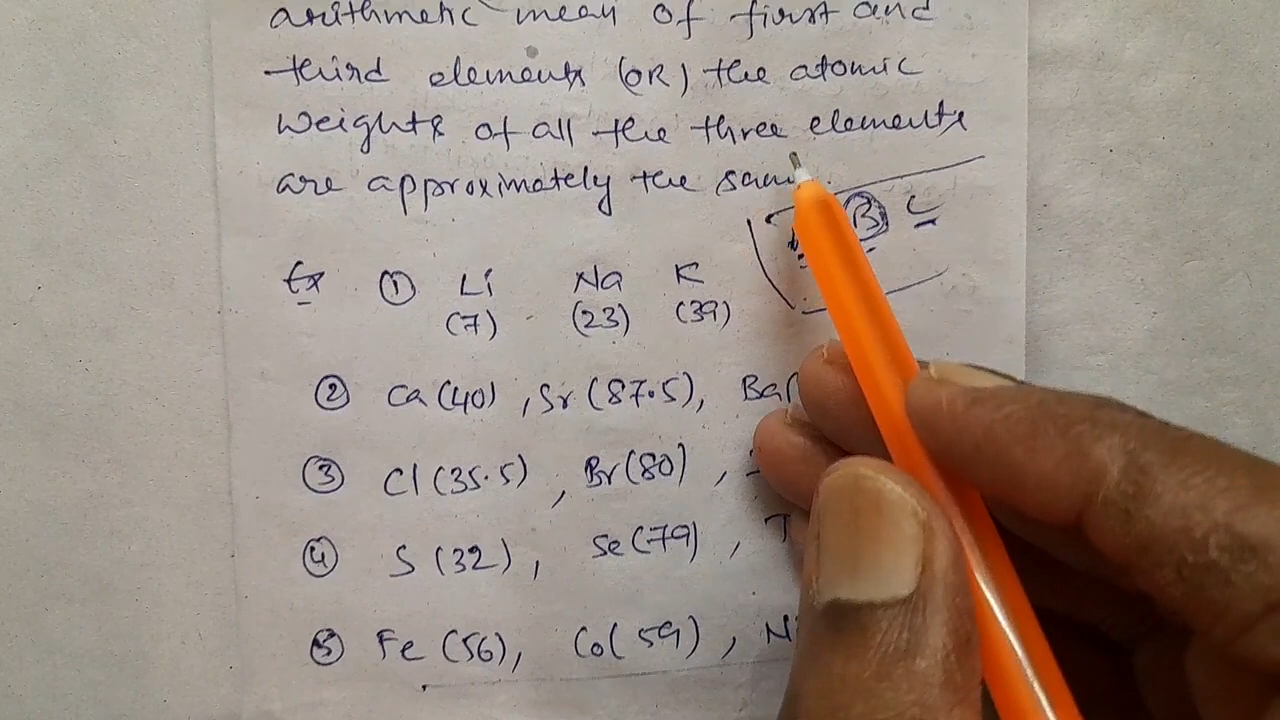 arithmetic mean of first and
third elements (OR) the atomic
weights of all the three elements
are approximately the same.
B C
Ex ① Li Na K
(7) (23) (39)
② Ca (40), Sr (87.5), Ba(
③ Cl (35.5), Br (80),
④ S (32), Se (79), T
⑤ Fe (56), Co( 59), Ni